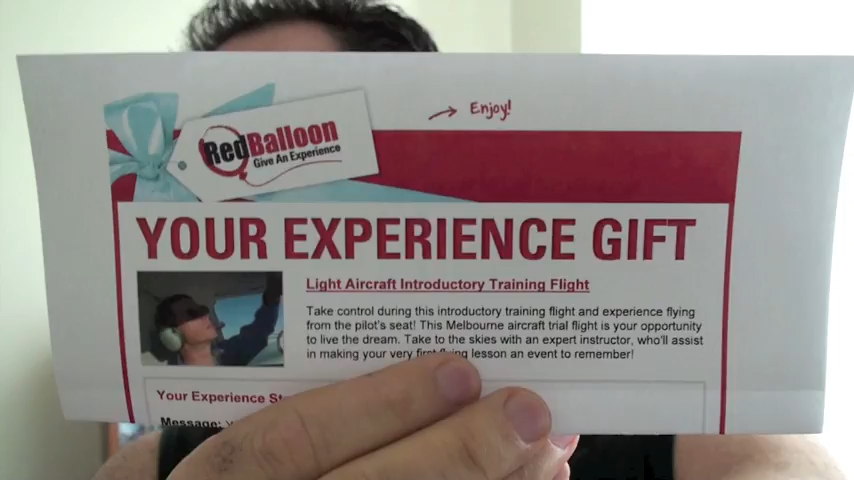 Enjoy!
RedBalloon
Give An Experience
YOUR EXPERIENCE GIFT
Light Aircraft Introductory Training Flight
Take control during this introductory training flight and experience flying
from the pilot's seat! This Melbourne aircraft trial flight is your opportunity
to live the dream. Take to the skies with an expert instructor, who'll assist
in making your very first flying lesson an event to remember!
Your Experience
Message: